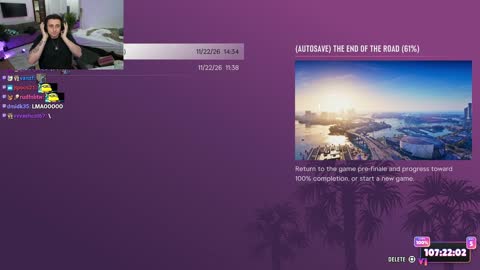 (AUTOSAVE) THE END OF THE ROAD (61%)
11/22/26 14:34
11/22/26 11:38
LMAOOOOO
Return to the game pre-finale and progress toward
100% completion, or start a new game.
100%
107:22:02
DELETE